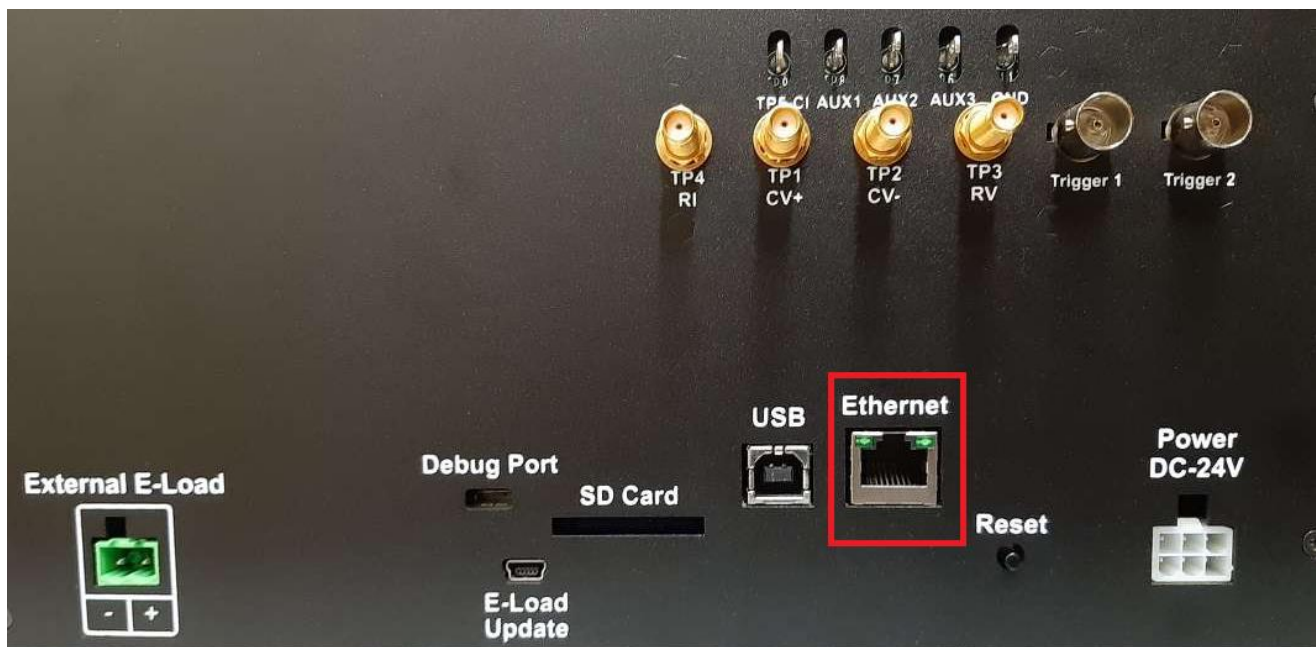 TP5 CI AUX1 AUX2 AUX3 GND
TP4
RI
TP1
CV+
TP2
CV-
TP3
RV
Trigger 1
Trigger 2
USB
Ethernet
Power
DC-24V
Debug Port
External E-Load
SD Card
Reset
E-Load
Update
- +